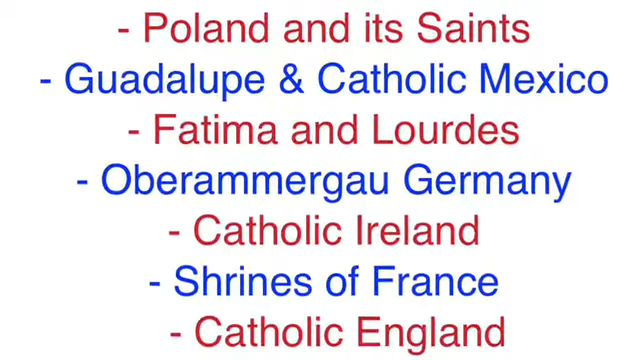 - Poland and its Saints
- Guadalupe & Catholic Mexico
- Fatima and Lourdes
- Oberammergau Germany
- Catholic Ireland
- Shrines of France
- Catholic England